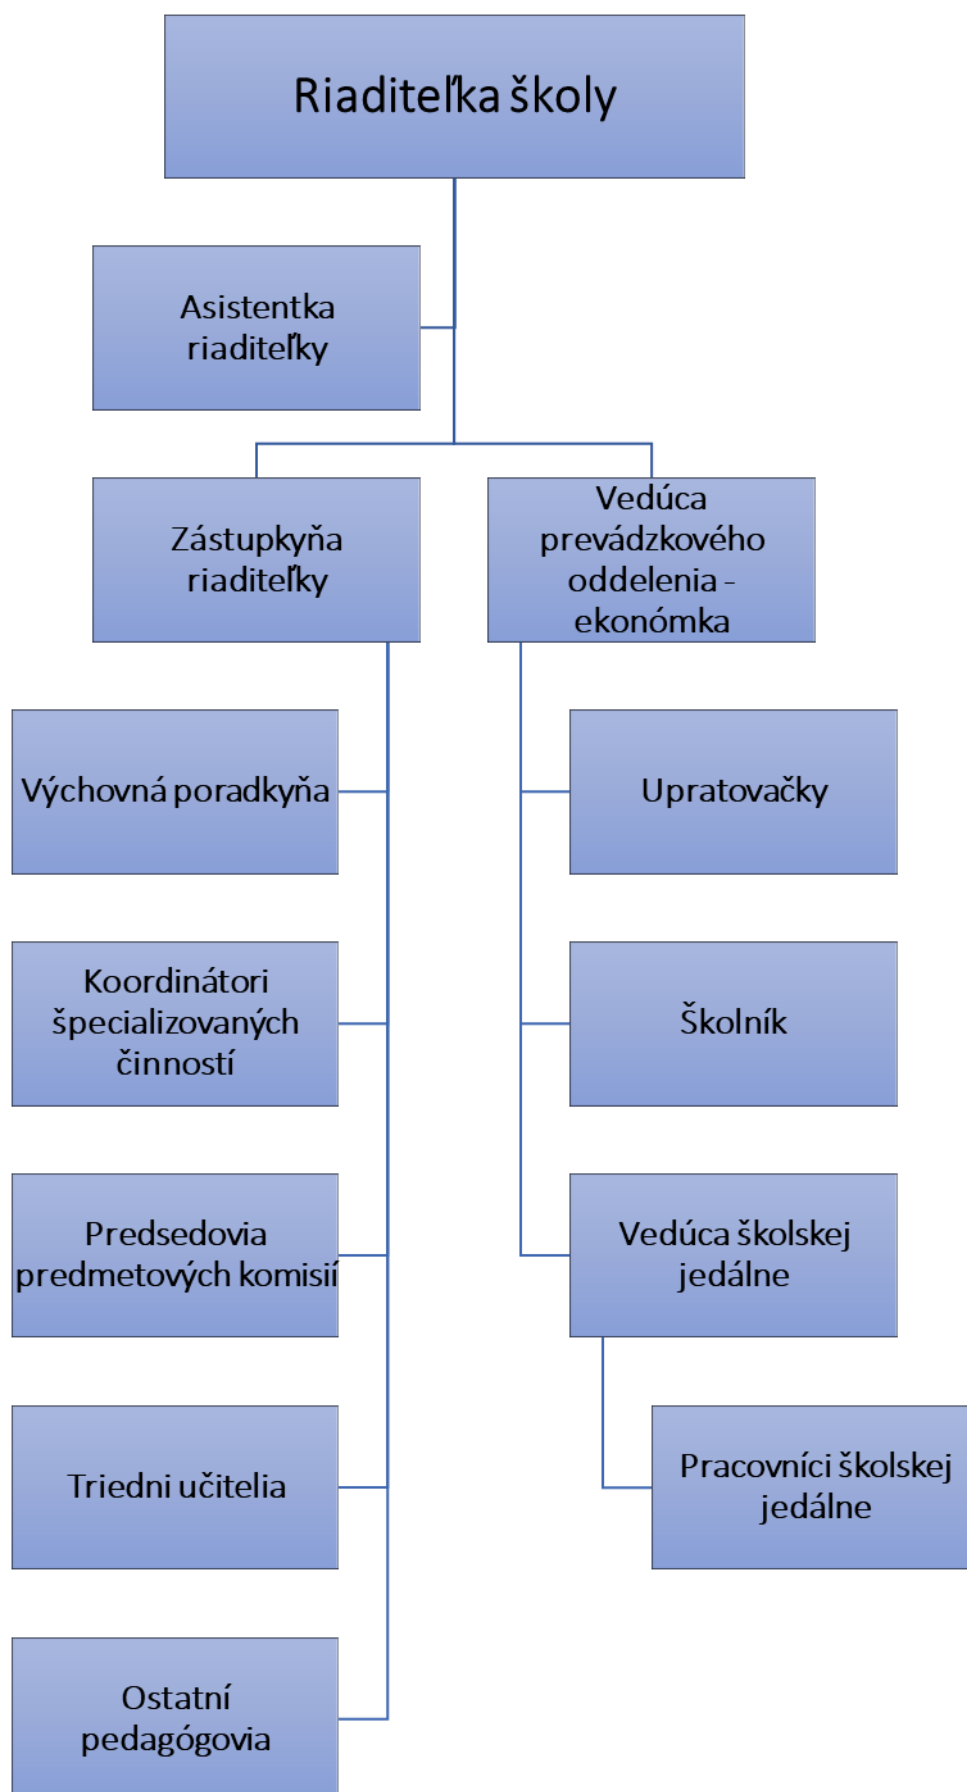 Riaditeľka školy
Asistentka
riaditeľky
Zástupkyňa
riaditeľky
Vedúca
prevádzkového
oddelenia -
ekonómka
Výchovná poradkyňa
Upratovačky
Koordinátori
špecializovaných
činností
Školník
Predsedovia
predmetových komisií
Vedúca školskej
jedálne
Triedni učitelia
Pracovníci školskej
jedálne
Ostatní
pedagógovia